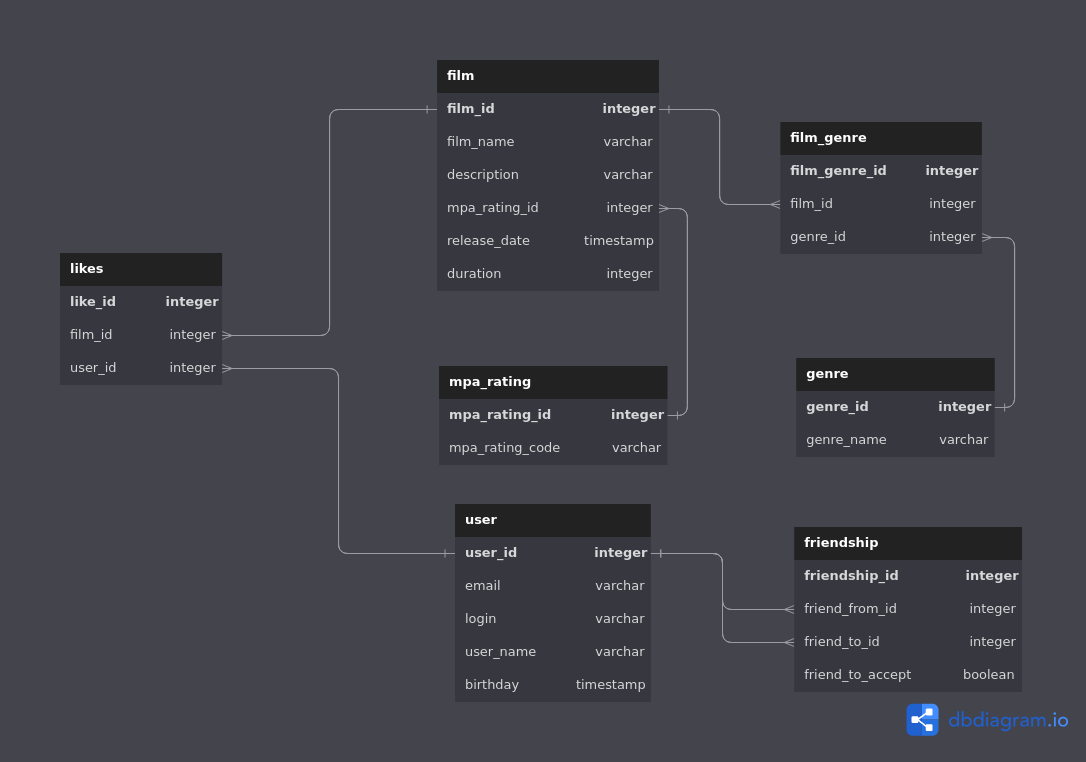 film
film_id integer
film_name varchar
description varchar
mpa_rating_id integer
release_date timestamp
duration integer
film_genre
film_genre_id integer
film_id integer
genre_id integer
likes
like_id integer
film_id integer
user_id integer
mpa_rating
mpa_rating_id integer
mpa_rating_code varchar
genre
genre_id integer
genre_name varchar
user
user_id integer
email varchar
login varchar
user_name varchar
birthday timestamp
friendship
friendship_id integer
friend_from_id integer
friend_to_id integer
friend_to_accept boolean
dbdiagram.io